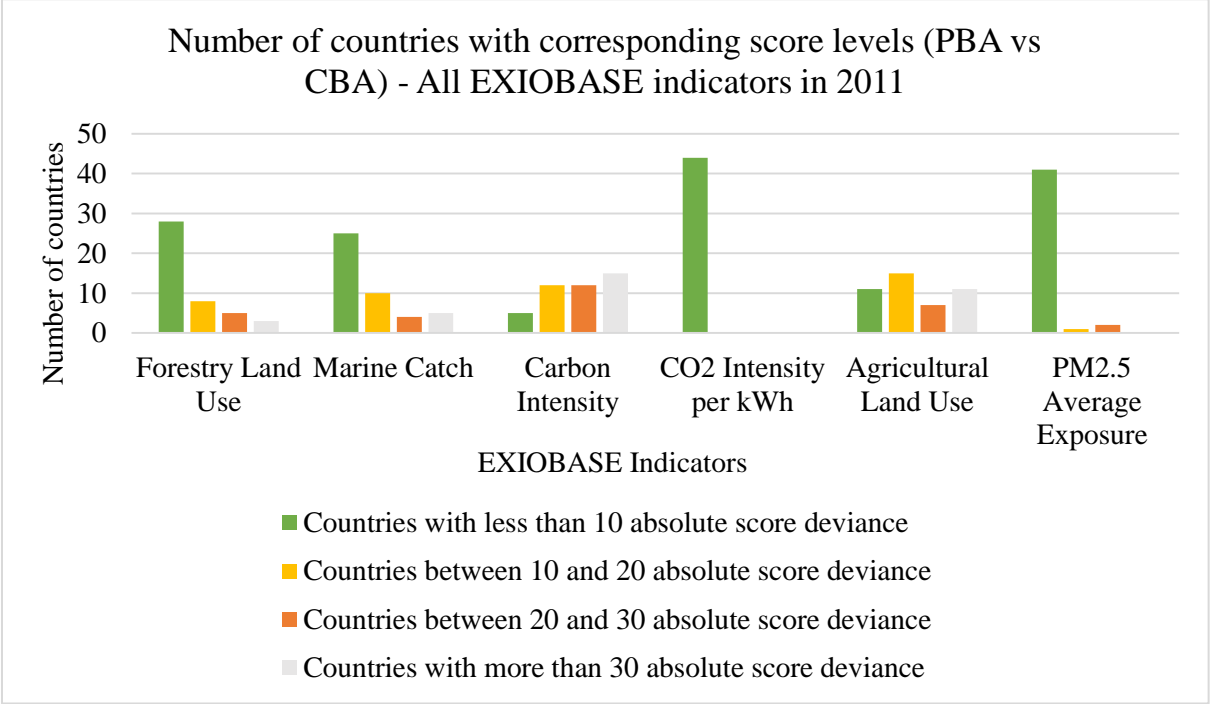 Number of countries with corresponding score levels (PBA vs
CBA) - All EXIOBASE indicators in 2011
Number of countries
50
40
30
20
10
0
Forestry Land
Use
Marine Catch
Carbon
Intensity
CO2 Intensity
per kWh
Agricultural
Land Use
PM2.5
Average
Exposure
EXIOBASE Indicators
Countries with less than 10 absolute score deviance
Countries between 10 and 20 absolute score deviance
Countries between 20 and 30 absolute score deviance
Countries with more than 30 absolute score deviance